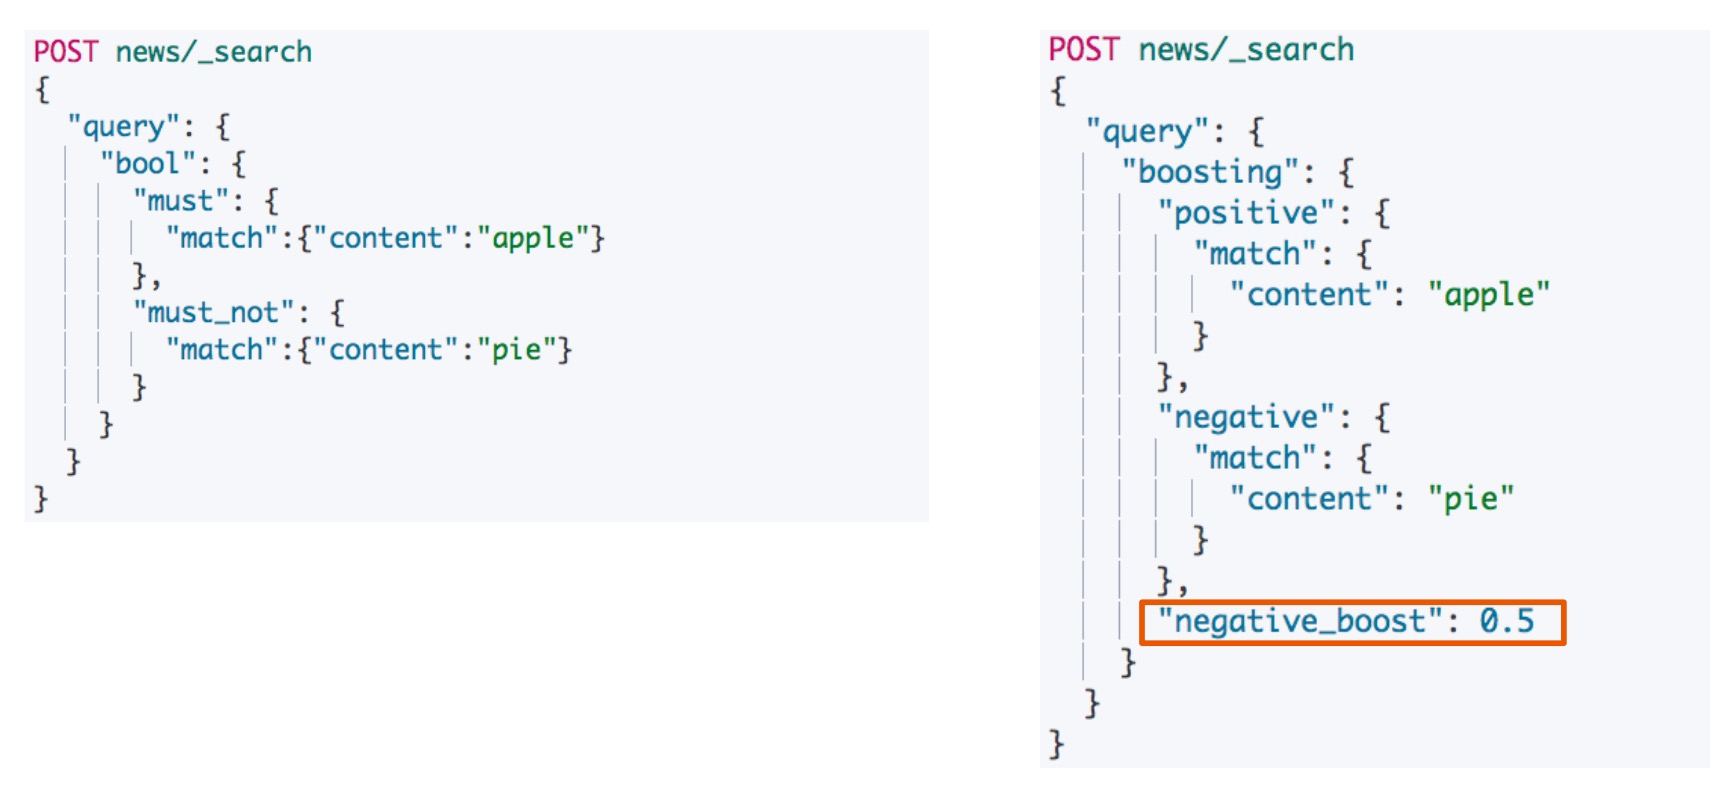 POST news/_search
{
  "query": {
    "bool": {
      "must": {
        "match":{"content":"apple"}
      },
      "must_not": {
        "match":{"content":"pie"}
      }
    }
  }
}
POST news/_search
{
  "query": {
    "boosting": {
      "positive": {
        "match": {
          "content": "apple"
        }
      },
      "negative": {
        "match": {
          "content": "pie"
        }
      },
      "negative_boost": 0.5
    }
  }
}